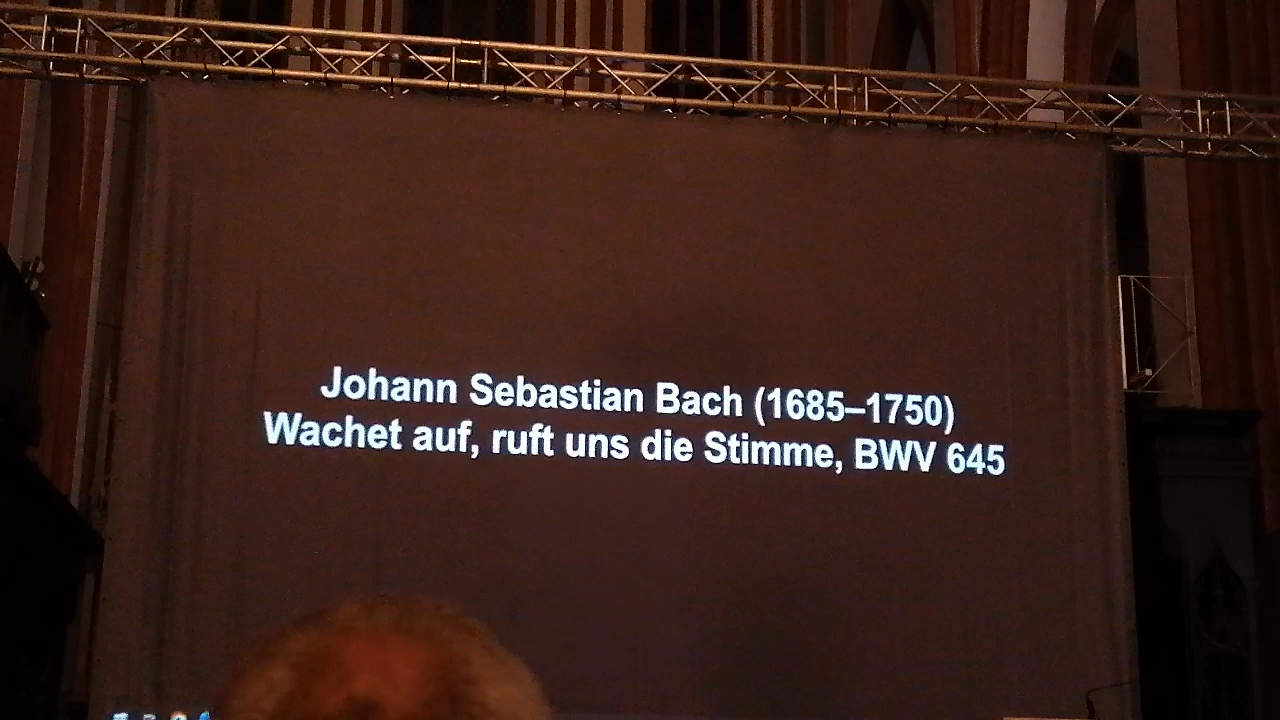 Johann Sebastian Bach (1685–1750)
Wachet auf, ruft uns die Stimme, BWV 645